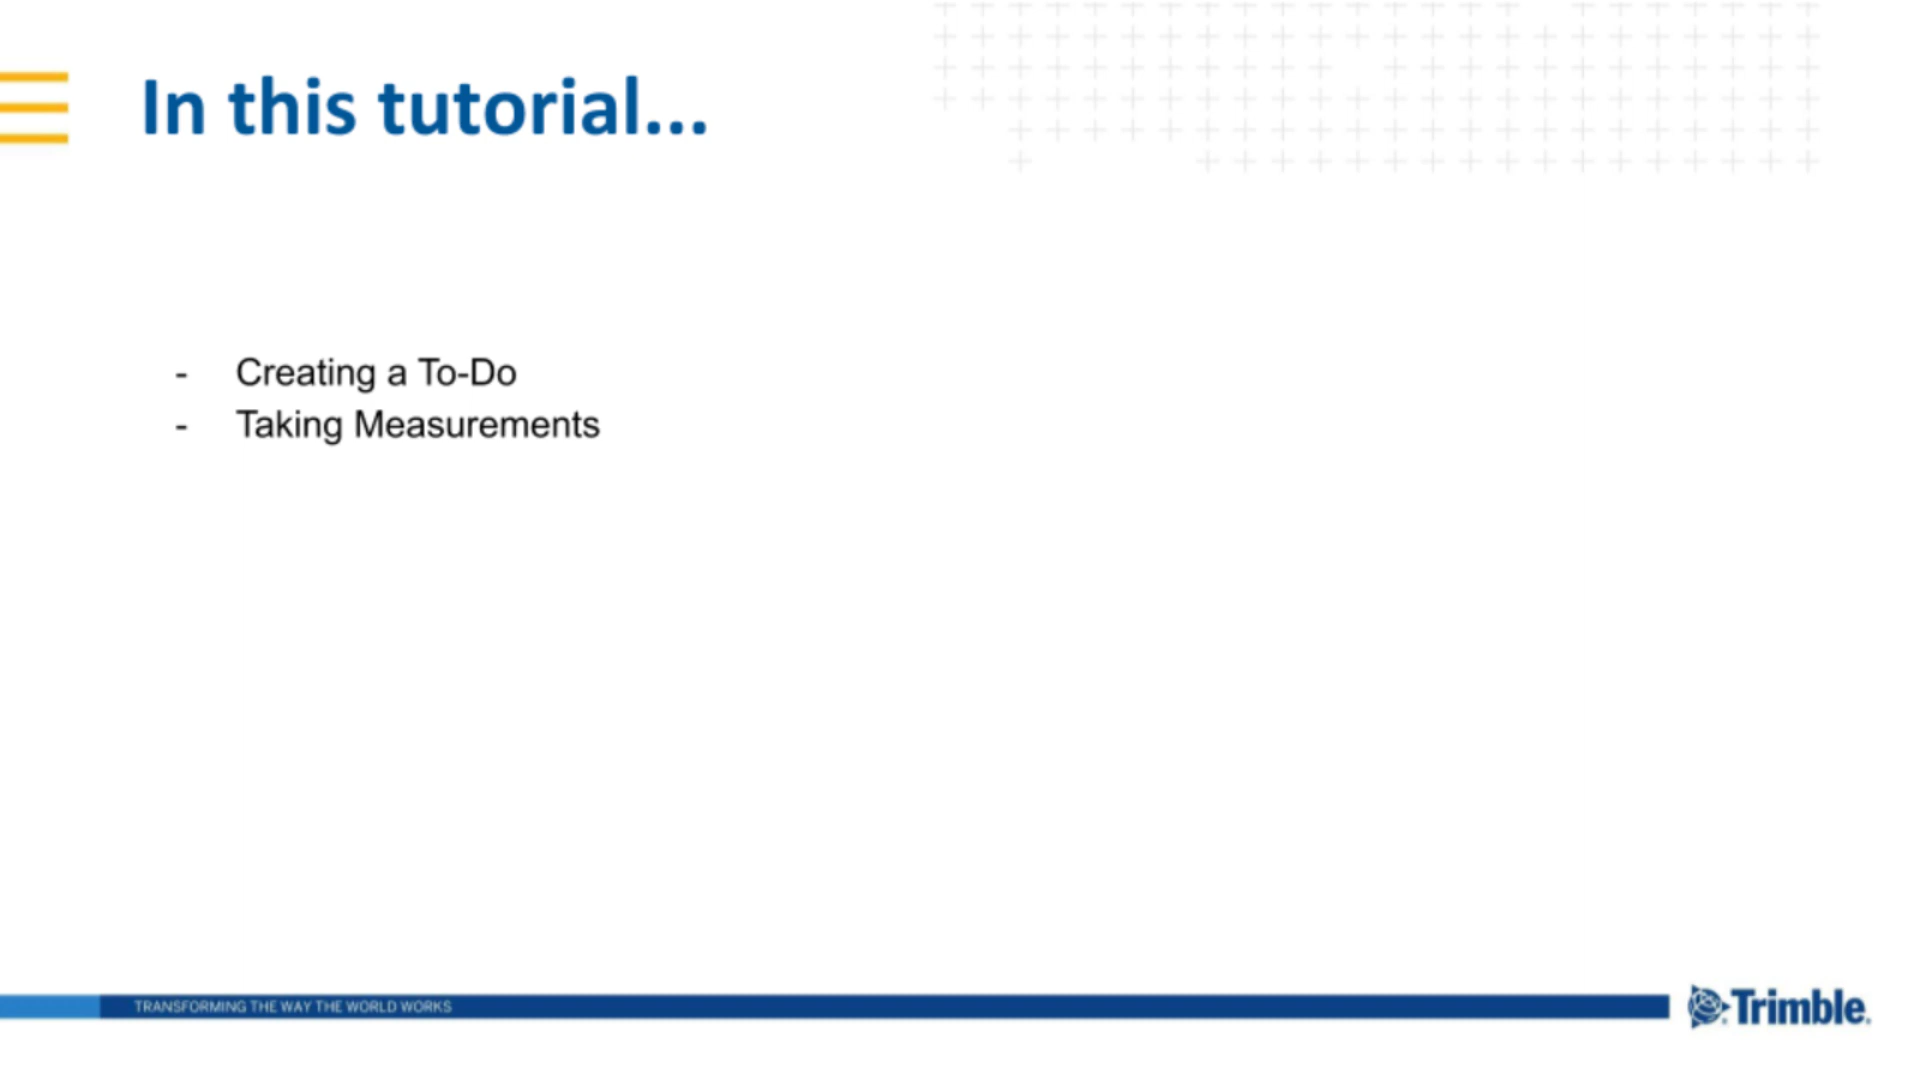 In this tutorial...
- Creating a To-Do
- Taking Measurements
TRANSFORMING THE WAY THE WORLD WORKS
Trimble.